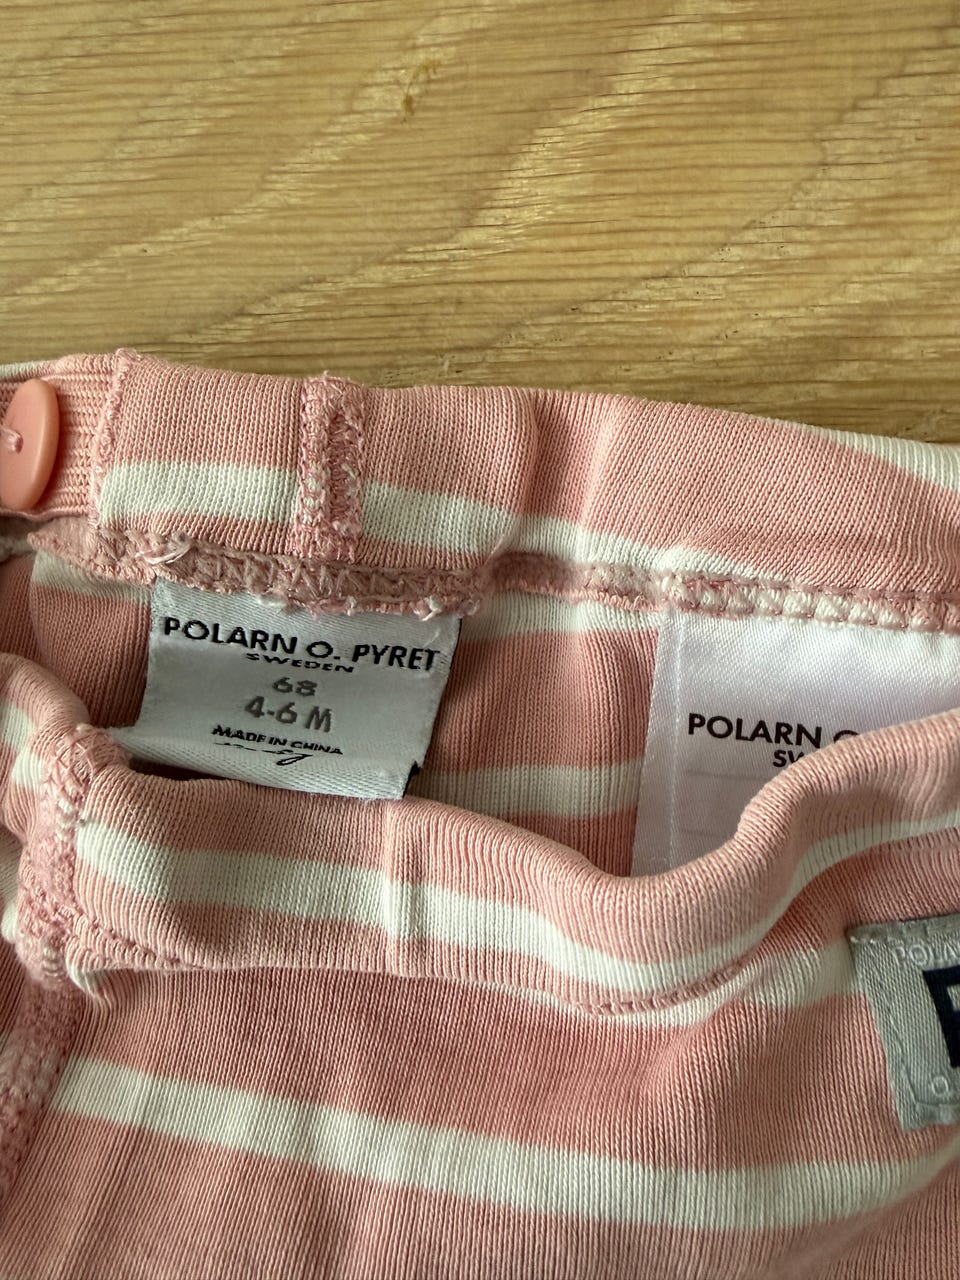 POLARN O. PYRET
SWEDEN
68
4-6 M
MADE IN CHINA
POLARN O
SW